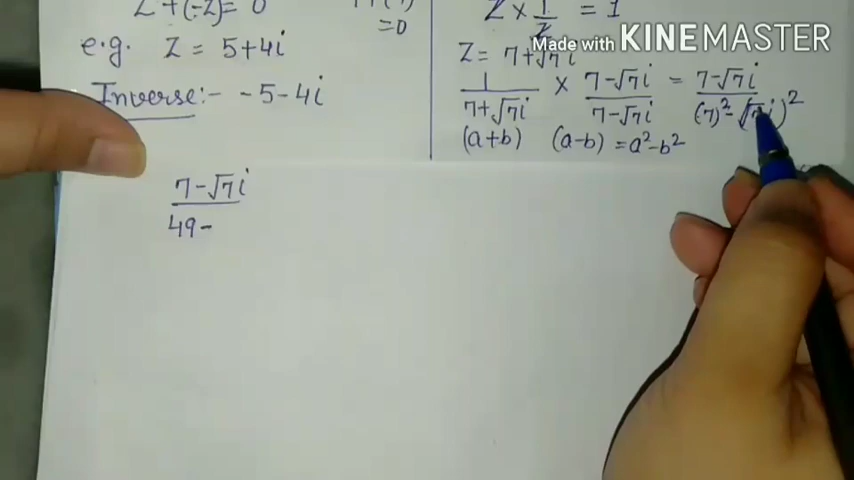 Z + (-Z) = 0
= 0
e.g. Z = 5+4i
Inverse:- -5-4i
Z × 1/Z = 1
Made with KINEMASTER
Z = 7+√7i
1/(7+√7i) × (7-√7i)/(7-√7i) = (7-√7i)/((7)² - (√7i)²)
(a+b) (a-b) = a²-b²
7-√7i
49-